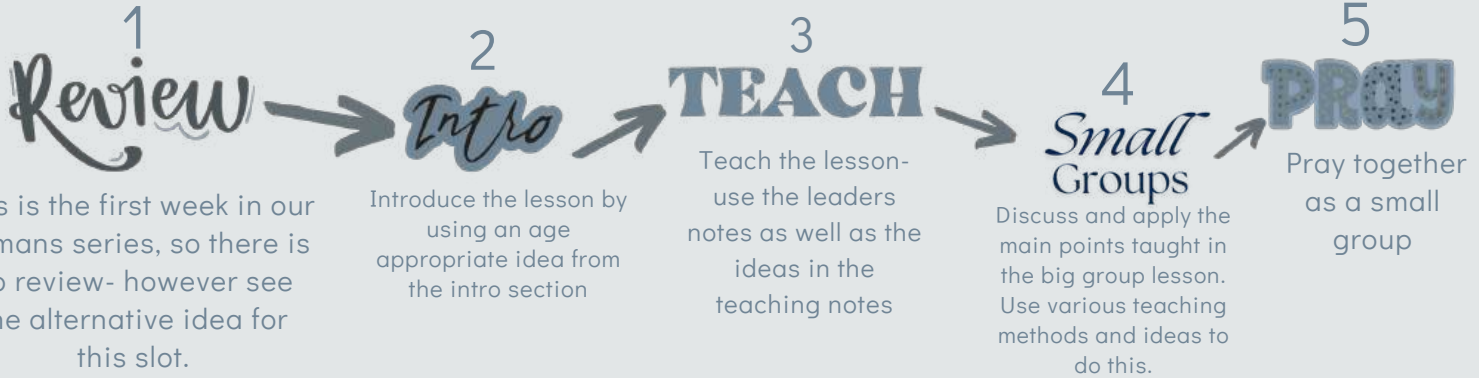 1
Review
is the first week in our
series, so there is
review- however see
alternative idea for
this slot.
2
Intro
Introduce the lesson by
using an age
appropriate idea from
the intro section
3
TEACH
Teach the lesson-
use the leaders
notes as well as the
ideas in the
teaching notes
4
Small
Groups
Discuss and apply the
main points taught in
the big group lesson.
Use various teaching
methods and ideas to
do this.
5
PRAY
Pray together
as a small
group